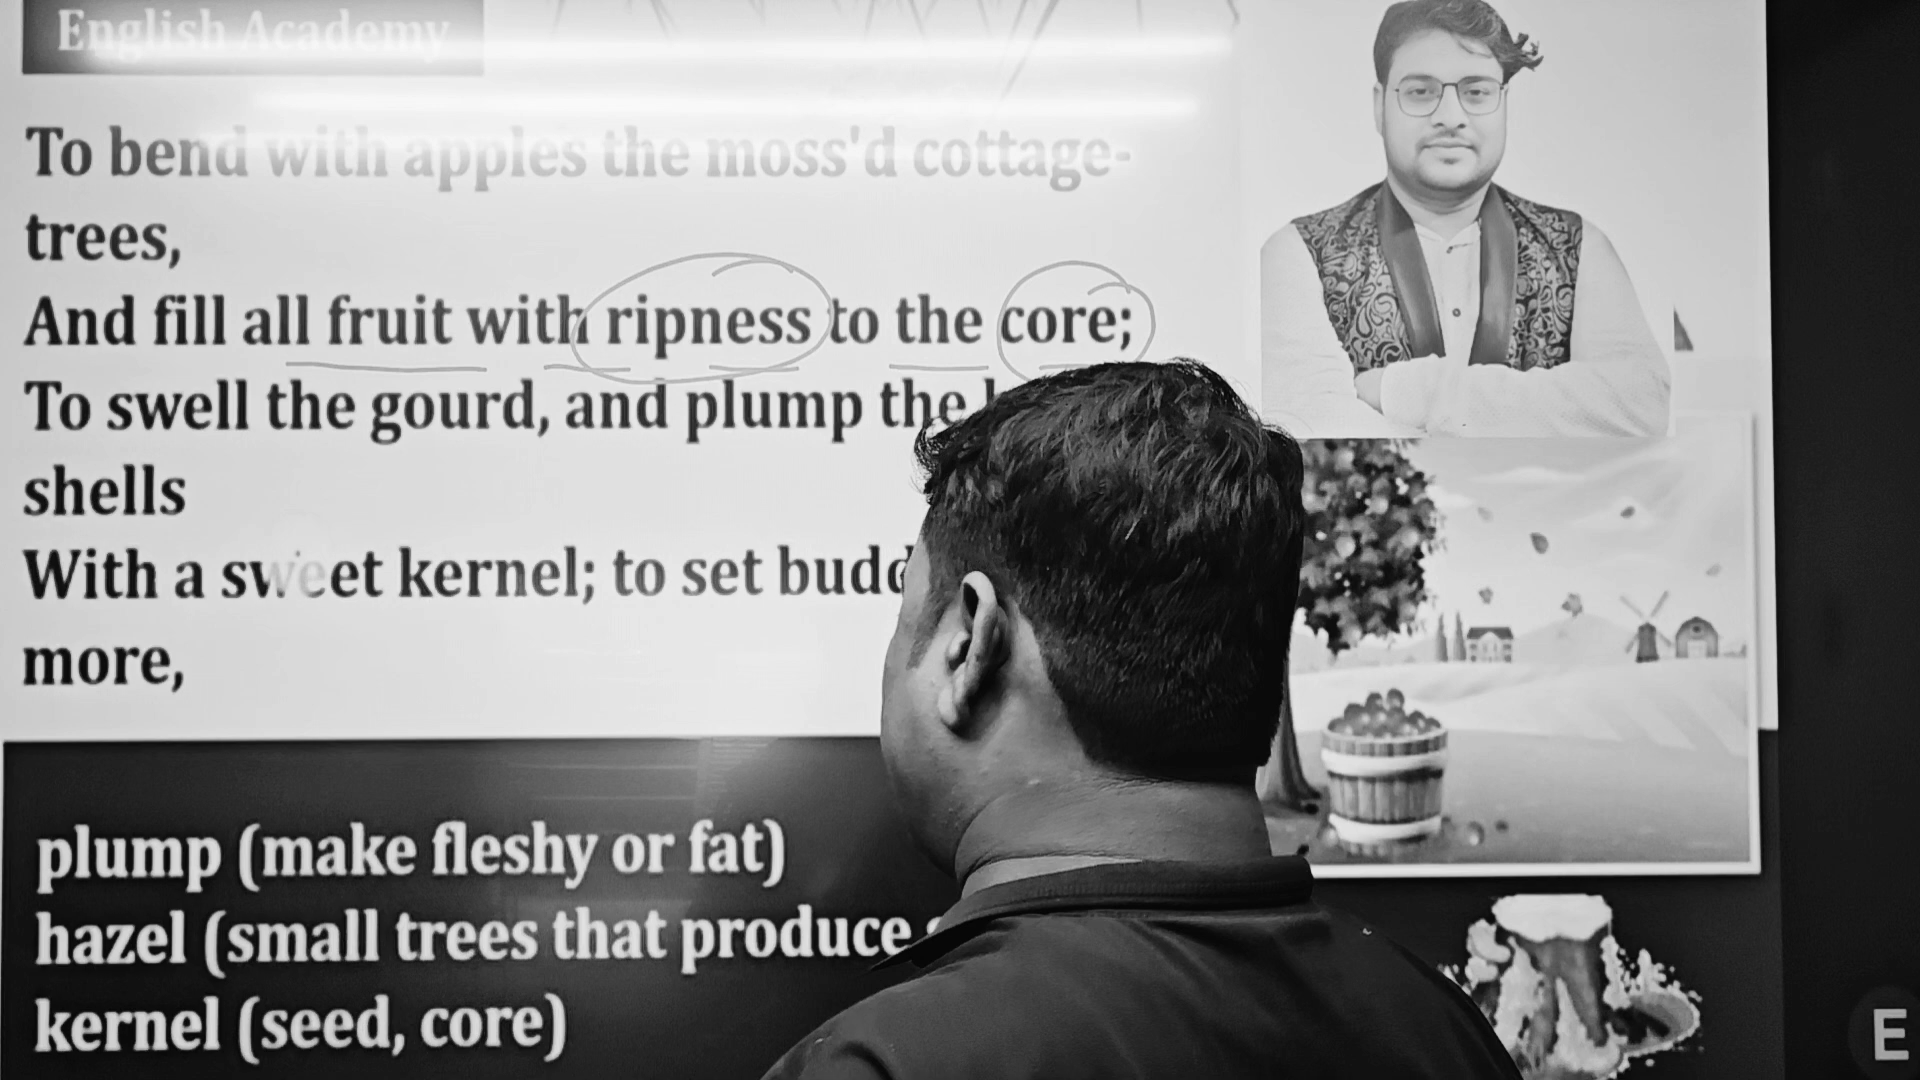 English Academy
To bend with apples the moss'd cottage-
trees,
And fill all fruit with ripness to the core;
To swell the gourd, and plump the
shells
With a sweet kernel; to set
more,
plump (make fleshy or fat)
hazel (small trees that produce
kernel (seed, core)
E